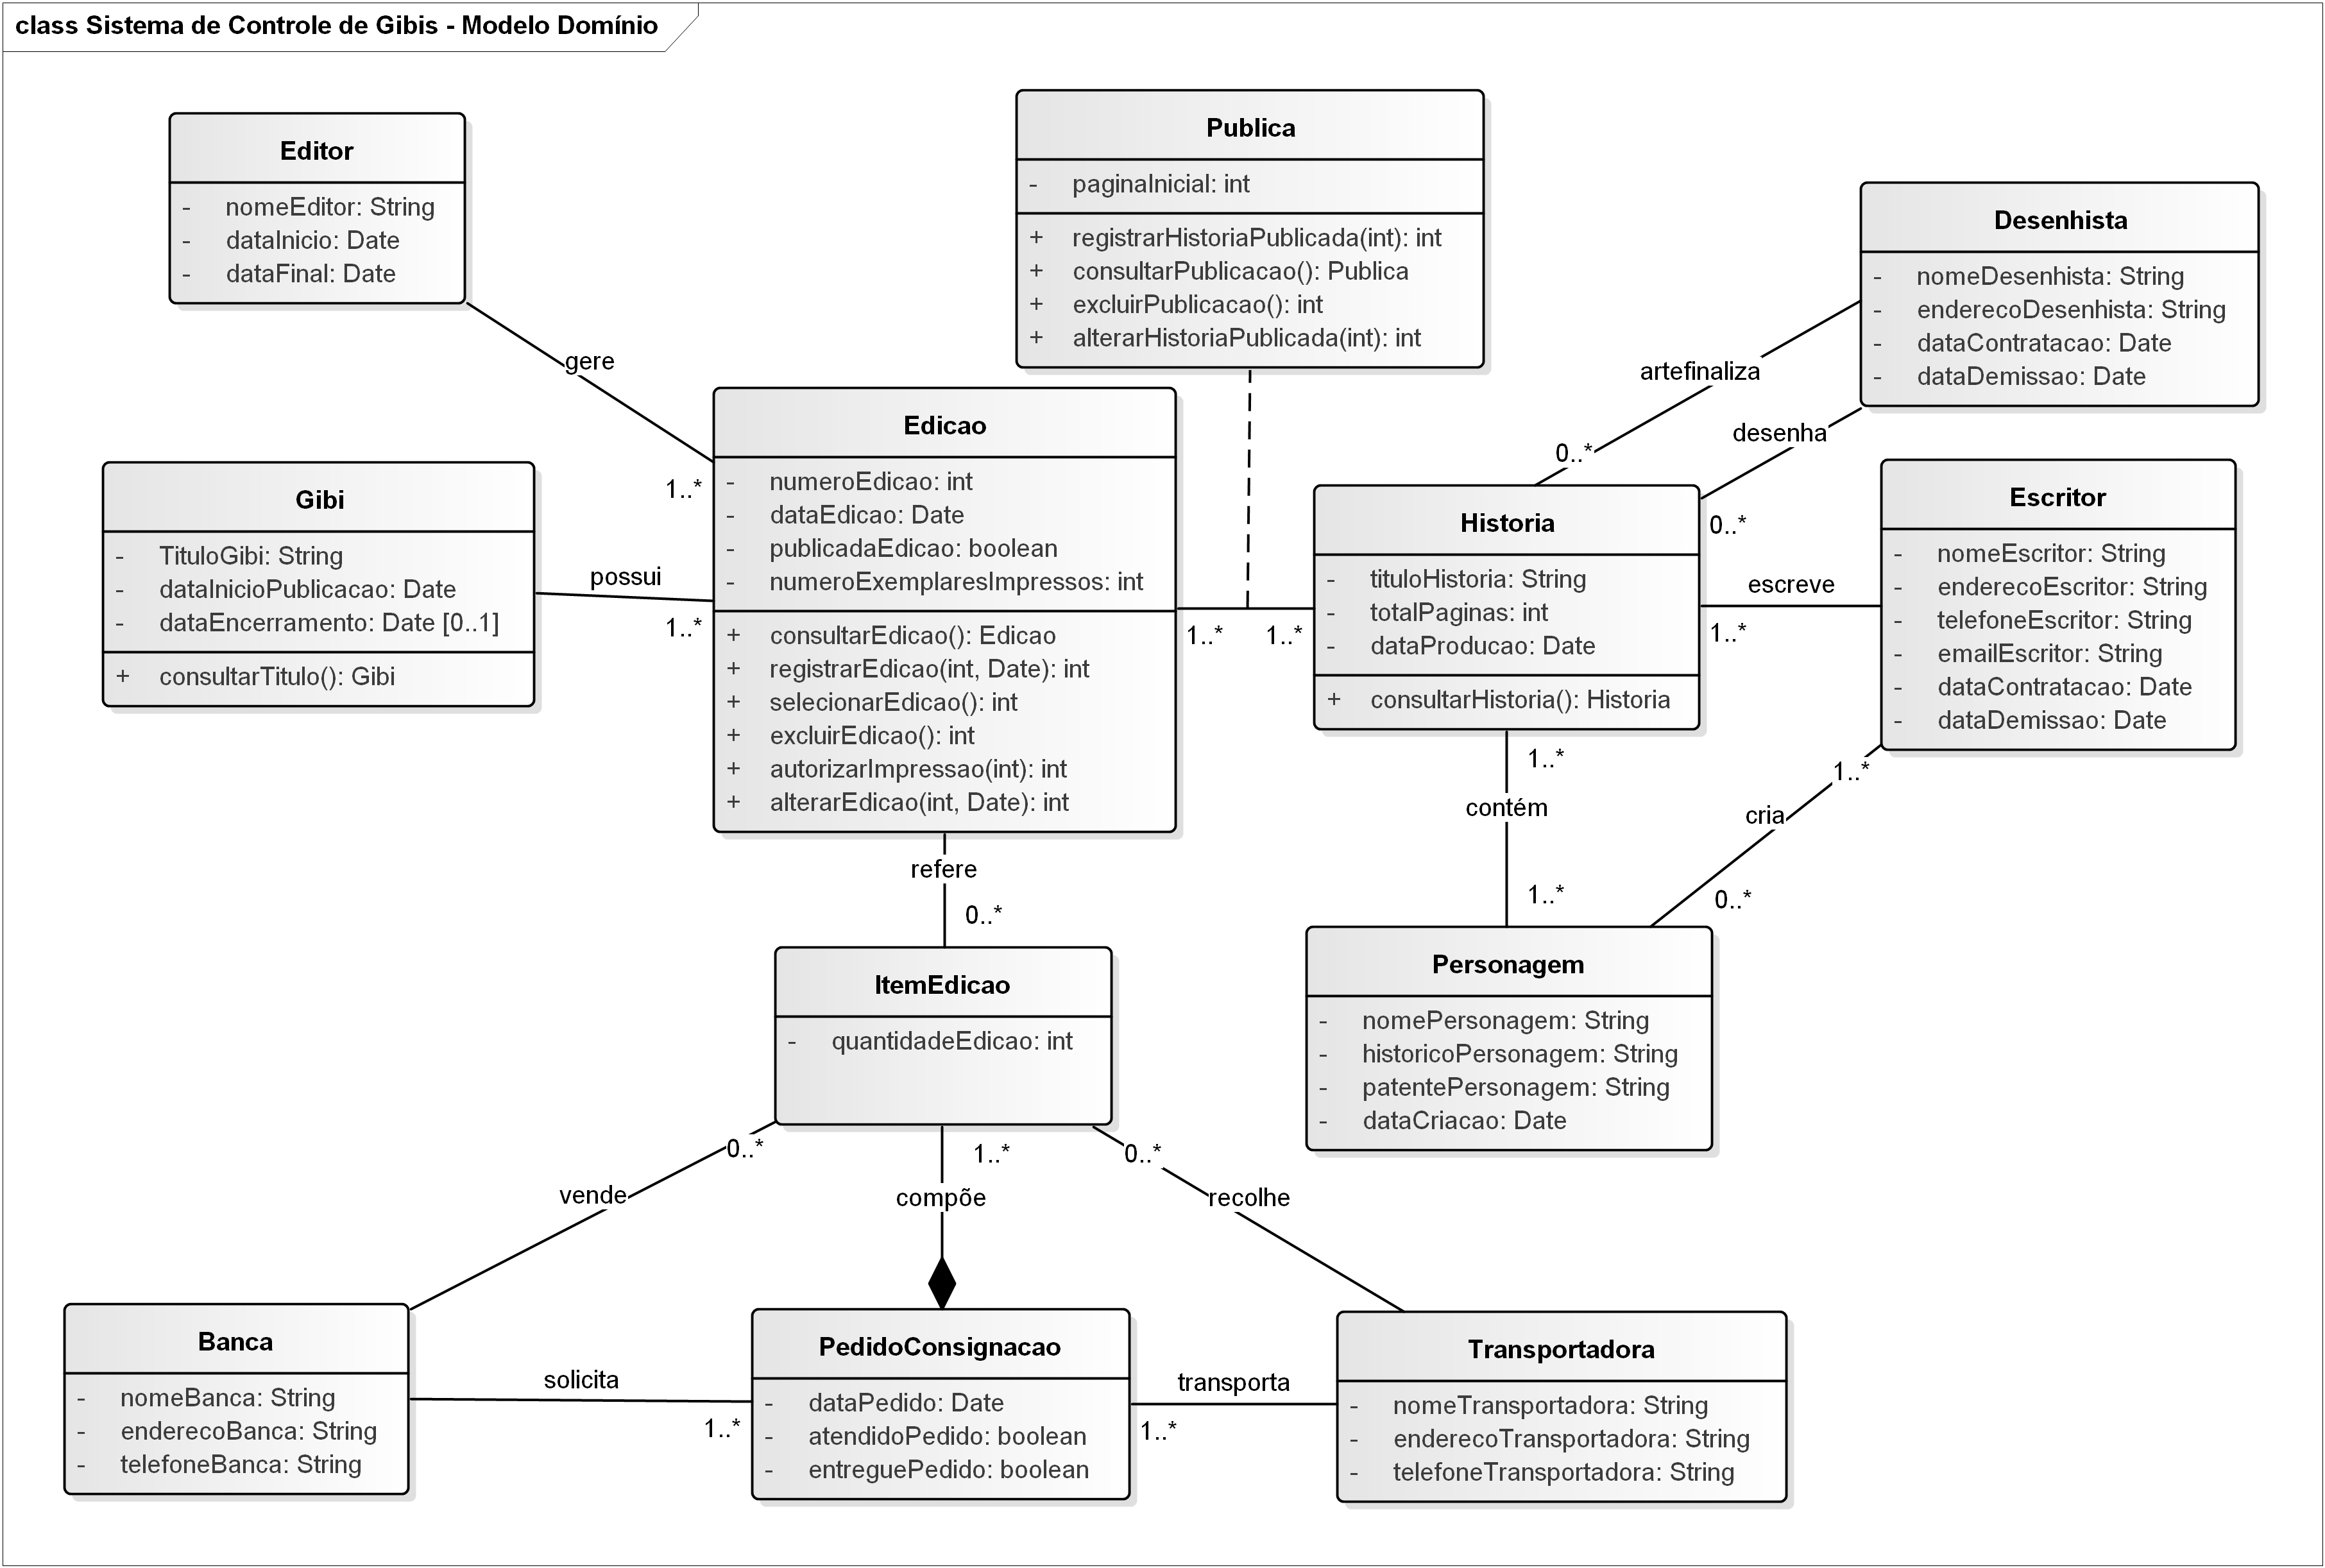 class Sistema de Controle de Gibis - Modelo Domínio
Editor
- nomeEditor: String
- dataInicio: Date
- dataFinal: Date
gere
1..*
Gibi
- TituloGibi: String
- dataInicioPublicacao: Date
- dataEncerramento: Date [0..1]
+ consultarTitulo(): Gibi
possui
1..*
Edicao
- numeroEdicao: int
- dataEdicao: Date
- publicadaEdicao: boolean
- numeroExemplaresImpressos: int
+ consultarEdicao(): Edicao
+ registrarEdicao(int, Date): int
+ selecionarEdicao(): int
+ excluirEdicao(): int
+ autorizarImpressao(int): int
+ alterarEdicao(int, Date): int
Publica
- paginaInicial: int
+ registrarHistoriaPublicada(int): int
+ consultarPublicacao(): Publica
+ excluirPublicacao(): int
+ alterarHistoriaPublicada(int): int
1..*
1..*
Historia
- tituloHistoria: String
- totalPaginas: int
- dataProducao: Date
+ consultarHistoria(): Historia
Desenhista
- nomeDesenhista: String
- enderecoDesenhista: String
- dataContratacao: Date
- dataDemissao: Date
artefinaliza
0..*
desenha
0..*
Escritor
- nomeEscritor: String
- enderecoEscritor: String
- telefoneEscritor: String
- emailEscritor: String
- dataContratacao: Date
- dataDemissao: Date
escreve
1..*
1..*
contém
1..*
1..*
cria
0..*
Personagem
- nomePersonagem: String
- historicoPersonagem: String
- patentePersonagem: String
- dataCriacao: Date
refere
0..*
ItemEdicao
- quantidadeEdicao: int
0..*
vende
1..*
compõe
0..*
recolhe
Banca
- nomeBanca: String
- enderecoBanca: String
- telefoneBanca: String
solicita
1..*
PedidoConsignacao
- dataPedido: Date
- atendidoPedido: boolean
- entreguePedido: boolean
transporta
1..*
Transportadora
- nomeTransportadora: String
- enderecoTransportadora: String
- telefoneTransportadora: String